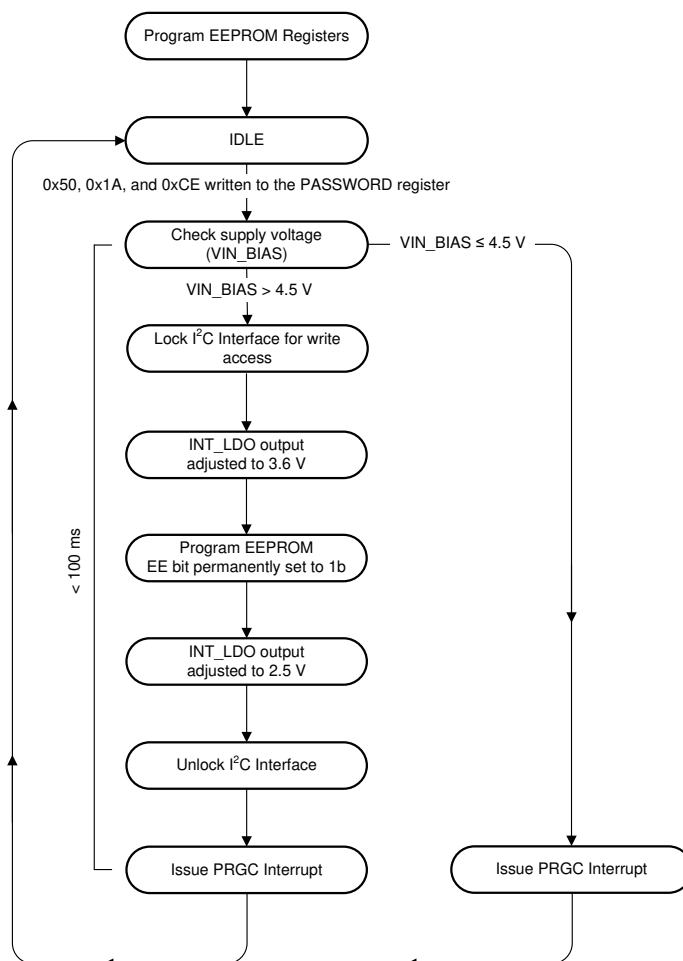 Program EEPROM Registers
IDLE
0x50, 0x1A, and 0xCE written to the PASSWORD register
Check supply voltage
(VIN_BIAS)
VIN_BIAS ≤ 4.5 V
VIN_BIAS > 4.5 V
Lock I²C Interface for write
access
INT_LDO output
adjusted to 3.6 V
< 100 ms
Program EEPROM
EE bit permanently set to 1b
INT_LDO output
adjusted to 2.5 V
Unlock I²C Interface
Issue PRGC Interrupt
Issue PRGC Interrupt